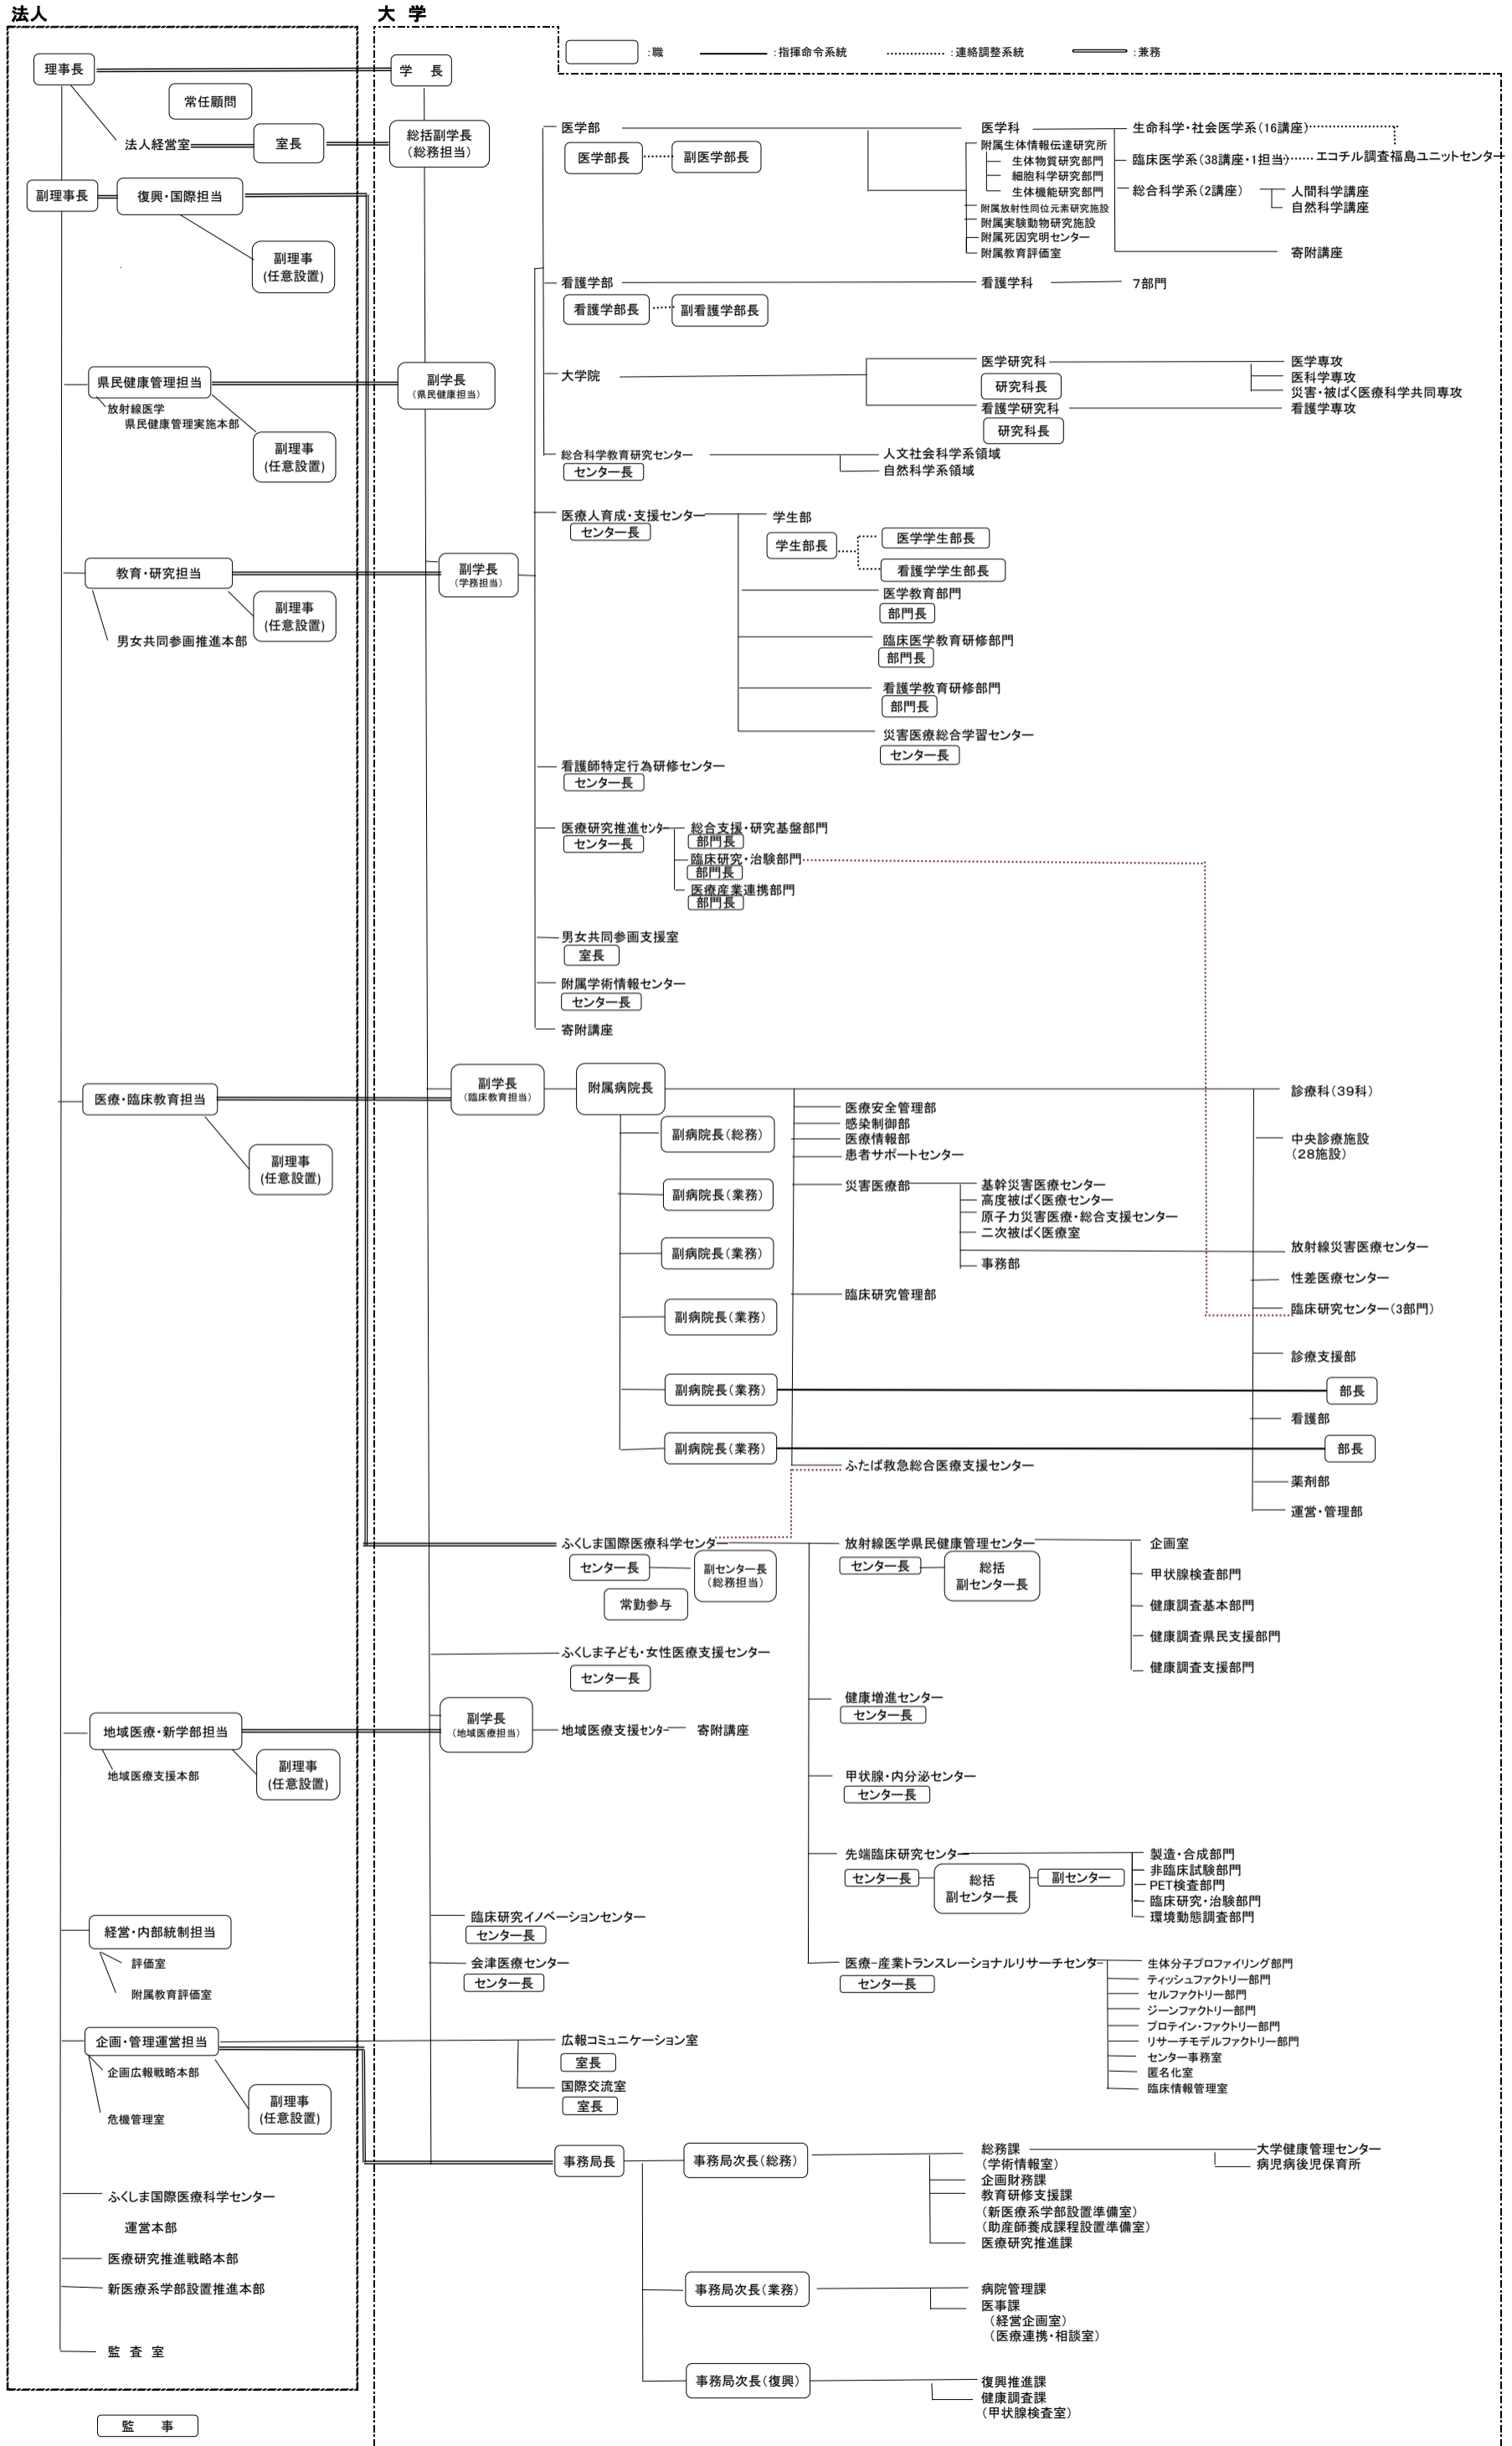 法人
大　学
：職
：指揮命令系統
：連絡調整系統
：兼務
理事長
学　長
常任顧問
法人経営室
室長
総括副学長
（総務担当）
副理事長
復興・国際担当
副理事
（任意設置）
県民健康管理担当
放射線医学
県民健康管理実施本部
副理事
（任意設置）
副学長
（県民健康担当）
教育・研究担当
副理事
（任意設置）
男女共同参画推進本部
副学長
（学務担当）
医学部
医学部長
副医学部長
医学科
附属生体情報伝達研究所
生体物質研究部門
細胞科学研究部門
生体機能研究部門
附属放射性同位元素研究施設
附属実験動物研究施設
附属死因究明センター
附属教育評価室
生命科学・社会医学系（16講座）
臨床医学系（38講座・1担当）
エコチル調査福島ユニットセンター
総合科学系（2講座）
人間科学講座
自然科学講座
寄附講座
看護学部
看護学部長
副看護学部長
看護学科
7部門
大学院
医学研究科
研究科長
看護学研究科
研究科長
医学専攻
医科学専攻
災害・被ばく医療科学共同専攻
看護学専攻
総合科学教育研究センター
センター長
人文社会科学系領域
自然科学系領域
医療人育成・支援センター
センター長
学生部
学生部長
医学学生部長
看護学学生部長
医学教育部門
部門長
臨床医学教育研修部門
部門長
看護学教育研修部門
部門長
災害医療総合学習センター
センター長
看護師特定行為研修センター
センター長
医療研究推進センター
センター長
総合支援・研究基盤部門
部門長
臨床研究・治験部門
部門長
医療産業連携部門
部門長
男女共同参画支援室
室長
附属学術情報センター
センター長
寄附講座
医療・臨床教育担当
副理事
（任意設置）
副学長
（臨床教育担当）
附属病院長
副病院長（総務）
副病院長（業務）
副病院長（業務）
副病院長（業務）
副病院長（業務）
副病院長（業務）
医療安全管理部
感染制御部
医療情報部
患者サポートセンター
災害医療部
基幹災害医療センター
高度被ばく医療センター
原子力災害医療・総合支援センター
二次被ばく医療室
事務部
臨床研究管理部
ふたば救急総合医療支援センター
診療科（39科）
中央診療施設
（28施設）
放射線災害医療センター
性差医療センター
臨床研究センター（3部門）
診療支援部
部長
看護部
部長
薬剤部
運営・管理部
ふくしま国際医療科学センター
センター長
副センター長
（総務担当）
常勤参与
放射線医学県民健康管理センター
センター長
総括
副センター長
企画室
甲状腺検査部門
健康調査基本部門
健康調査県民支援部門
健康調査支援部門
ふくしま子ども・女性医療支援センター
センター長
健康増進センター
センター長
地域医療・新学部担当
地域医療支援本部
副理事
（任意設置）
副学長
（地域医療担当）
地域医療支援センター
寄附講座
甲状腺・内分泌センター
センター長
先端臨床研究センター
センター長
総括
副センター長
副センター
製造・合成部門
非臨床試験部門
PET検査部門
臨床研究・治験部門
環境動態調査部門
経営・内部統制担当
評価室
附属教育評価室
臨床研究イノベーションセンター
センター長
会津医療センター
センター長
医療-産業トランスレーショナルリサーチセンター
センター長
生体分子プロファイリング部門
ティッシュファクトリー部門
セルファクトリー部門
ジーンファクトリー部門
プロテイン・ファクトリー部門
リサーチモデルファクトリー部門
センター事務室
匿名化室
臨床情報管理室
企画・管理運営担当
企画広報戦略本部
危機管理室
副理事
（任意設置）
広報コミュニケーション室
室長
国際交流室
室長
事務局長
事務局次長（総務）
総務課
（学術情報室）
企画財務課
教育研修支援課
（新医療系学部設置準備室）
（助産師養成課程設置準備室）
医療研究推進課
大学健康管理センター
病児病後児保育所
ふくしま国際医療科学センター
運営本部
医療研究推進戦略本部
新医療系学部設置推進本部
監　査　室
事務局次長（業務）
病院管理課
医事課
（経営企画室）
（医療連携・相談室）
事務局次長（復興）
復興推進課
健康調査課
（甲状腺検査室）
監　　事